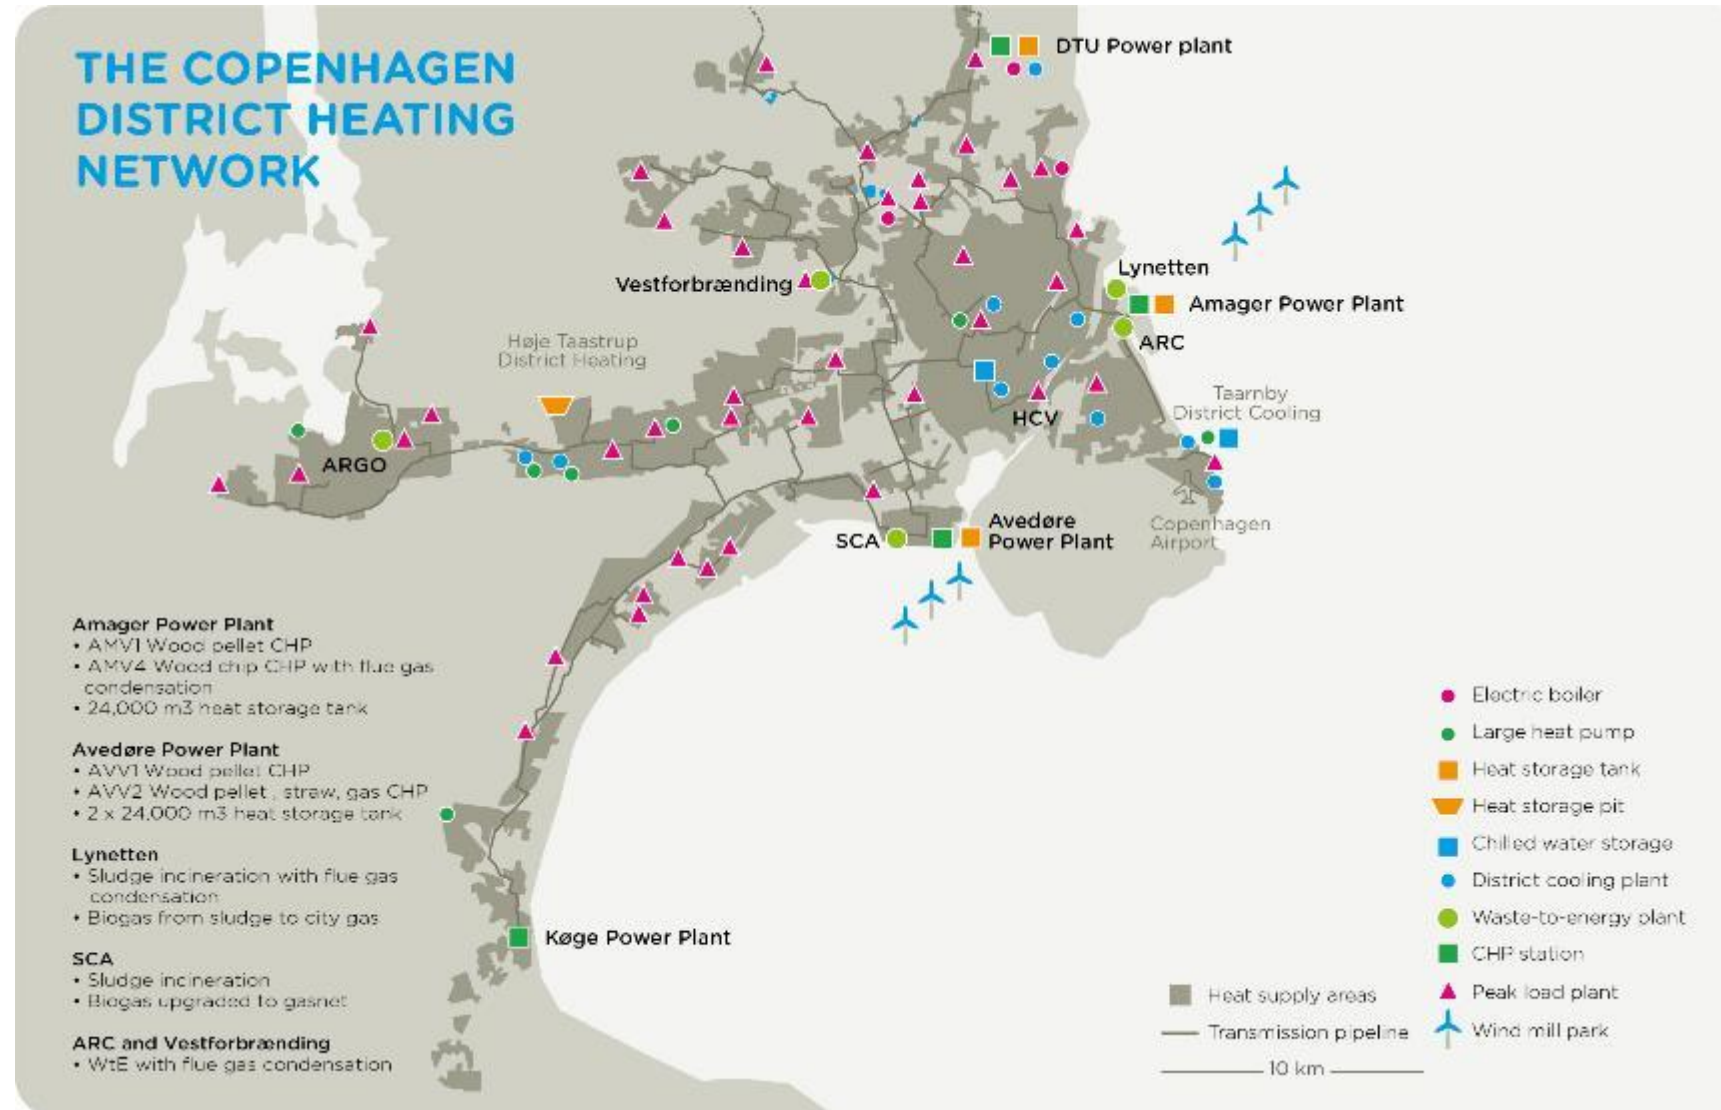 THE COPENHAGEN
DISTRICT HEATING
NETWORK
DTU Power plant
Lynetten
Vestforbrænding
Amager Power Plant
ARC
Høje Taastrup
District Heating
Taarnby
District Cooling
HCV
ARGO
Copenhagen
Airport
Avedøre
Power Plant
SCA
Køge Power Plant
Amager Power Plant
• AMV1 Wood pellet CHP
• AMV4 Wood chip CHP with flue gas
condensation
• 24,000 m3 heat storage tank
Avedøre Power Plant
• AVV1 Wood pellet CHP
• AVV2 Wood pellet , straw, gas CHP
• 2 x 24.000 m3 heat storage tank
Lynetten
• Sludge incineration with flue gas
condensation
• Biogas from sludge to city gas
SCA
• Sludge incineration
• Biogas upgraded to gasnet
ARC and Vestforbrænding
• WtE with flue gas condensation
Electric boiler
Large heat pump
Heat storage tank
Heat storage pit
Chilled water storage
District cooling plant
Waste-to-energy plant
CHP station
Peak load plant
Wind mill park
Heat supply areas
Transmission pipeline
10 km